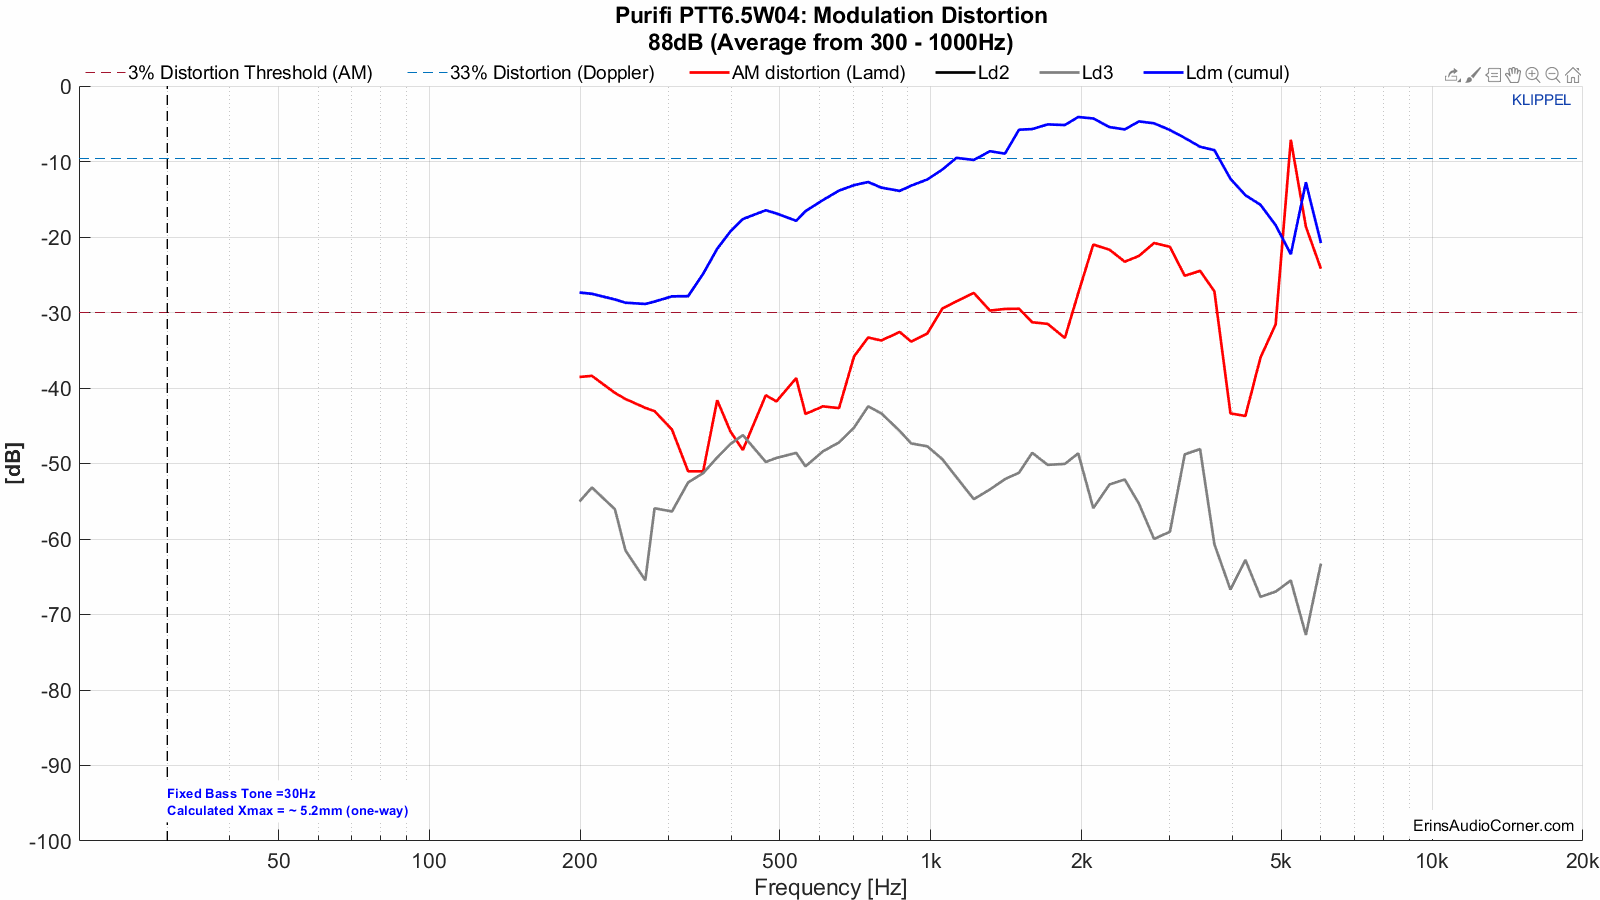 Purifi PTT6.5W04: Modulation Distortion
88dB (Average from 300 - 1000Hz)
3% Distortion Threshold (AM) 33% Distortion (Doppler) AM distortion (Lamd) Ld2 Ld3 Ldm (cumul)
KLIPPEL
0
-10
-20
-30
-40
-50
-60
-70
-80
-90
-100
[dB]
Fixed Bass Tone =30Hz
Calculated Xmax = ~ 5.2mm (one-way)
ErinsAudioCorner.com
50 100 200 500 1k 2k 5k 10k 20k
Frequency [Hz]